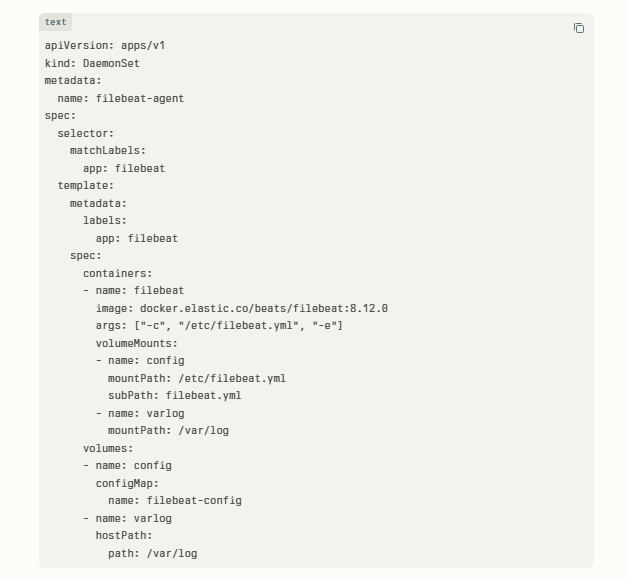 text
apiVersion: apps/v1
kind: DaemonSet
metadata:
  name: filebeat-agent
spec:
  selector:
    matchLabels:
      app: filebeat
  template:
    metadata:
      labels:
        app: filebeat
    spec:
      containers:
      - name: filebeat
        image: docker.elastic.co/beats/filebeat:8.12.0
        args: ["-c", "/etc/filebeat.yml", "-e"]
        volumeMounts:
        - name: config
          mountPath: /etc/filebeat.yml
          subPath: filebeat.yml
        - name: varlog
          mountPath: /var/log
      volumes:
      - name: config
        configMap:
          name: filebeat-config
      - name: varlog
        hostPath:
          path: /var/log